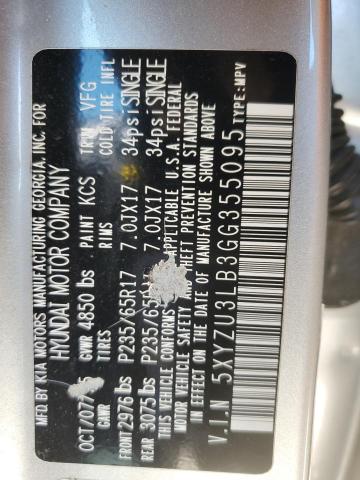 MFD BY KIA MOTORS MANUFACTURING GEORGIA, INC. FOR
HYUNDAI MOTOR COMPANY
OCT/07/ GVWR 4850 lbs PAINT KCS TRIM VFG
GAWR TIRES RIMS COLD TIRE INFL
FRONT 2976 lbs P235/65R17 7.0JX17 34psi SINGLE
REAR 3075 lbs P235/65 7.0JX17 34psi SINGLE
THIS VEHICLE CONFORMS APPLICABLE U.S.A. FEDERAL
MOTOR VEHICLE SAFETY AND THEFT PREVENTION STANDARDS
IN EFFECT ON THE DATE OF MANUFACTURE SHOWN ABOVE
V.I.N 5XYZU3LB3GG355095 TYPE:MPV